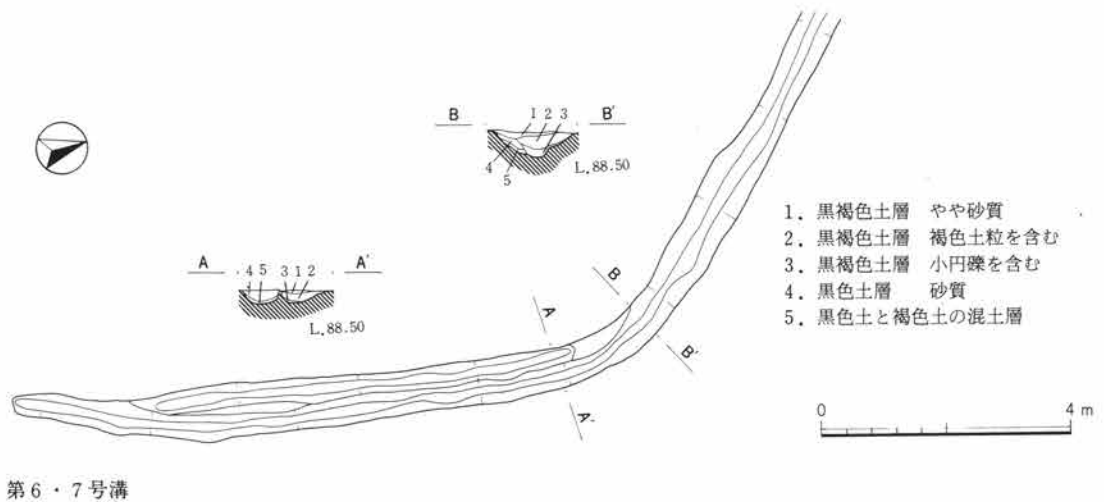 B 1 2 3 B′
4
5
L.88.50
A 4 5 3 1 2 A′
L.88.50
1. 黒褐色土層 やや砂質
2. 黒褐色土層 褐色土粒を含む
3. 黒褐色土層 小円礫を含む
4. 黒色土層 砂質
5. 黒色土と褐色土の混土層
B
A
B′
A′
0 4 m
第6・7号溝